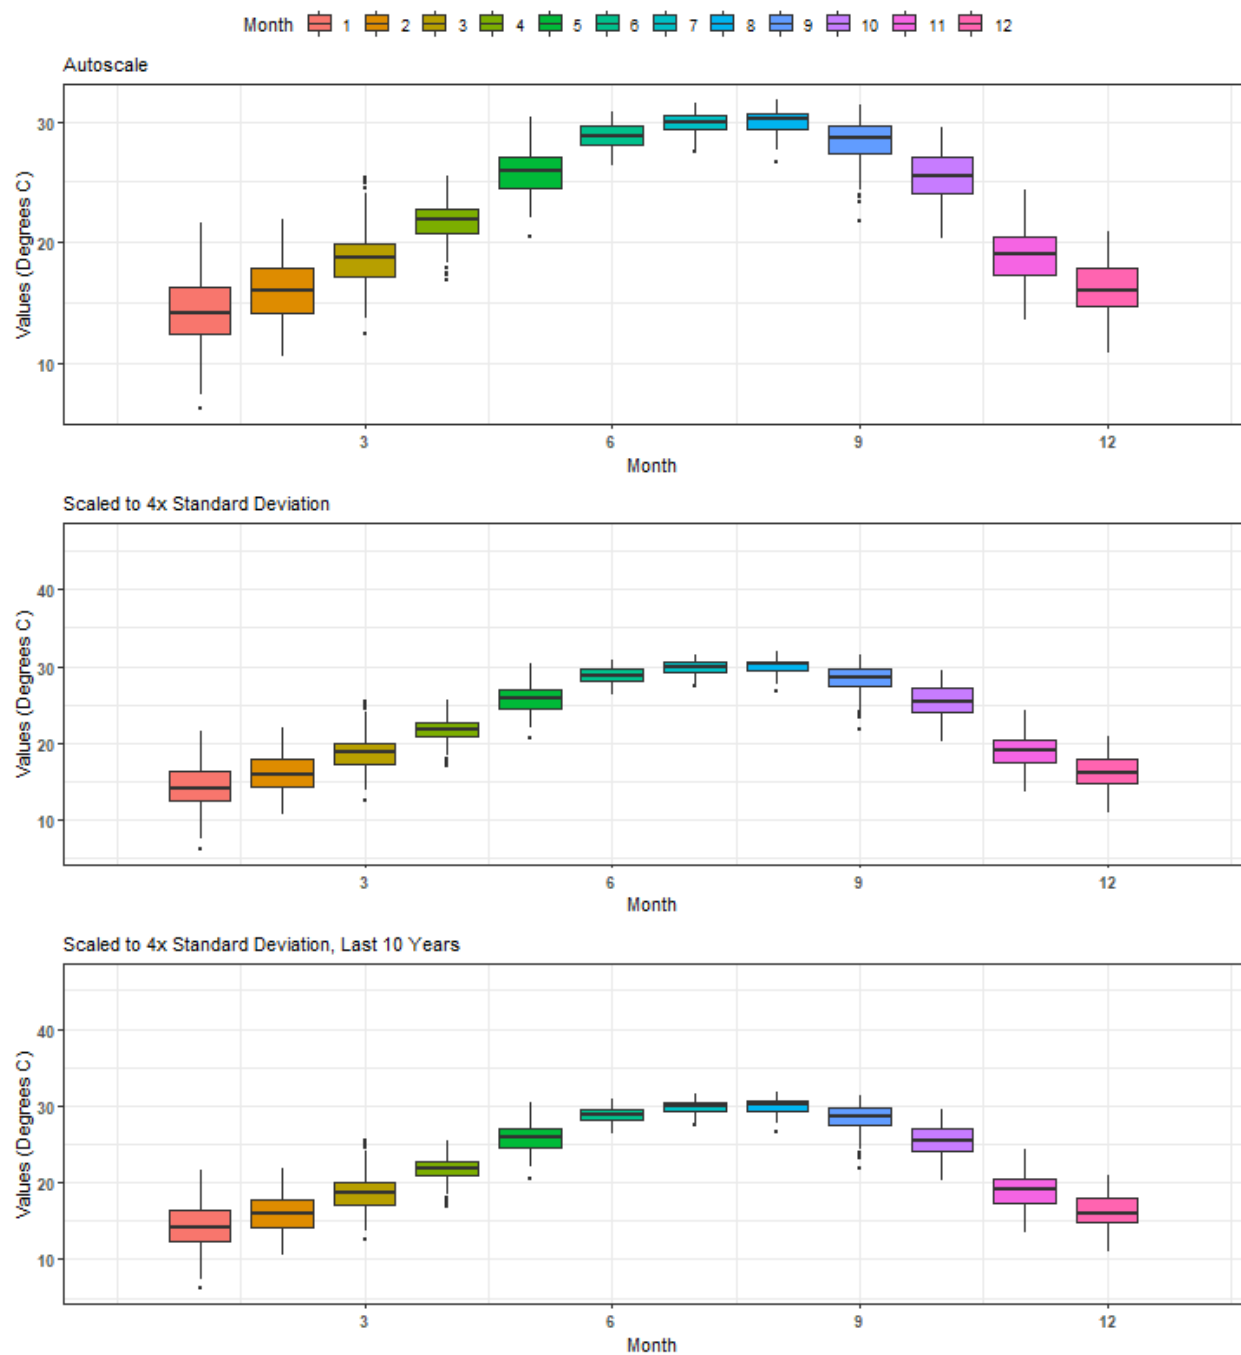 Month 1 2 3 4 5 6 7 8 9 10 11 12
Autoscale
Values (Degrees C)
30
20
10
3 6 9 12
Month
Scaled to 4x Standard Deviation
Values (Degrees C)
40
30
20
10
3 6 9 12
Month
Scaled to 4x Standard Deviation, Last 10 Years
Values (Degrees C)
40
30
20
10
3 6 9 12
Month